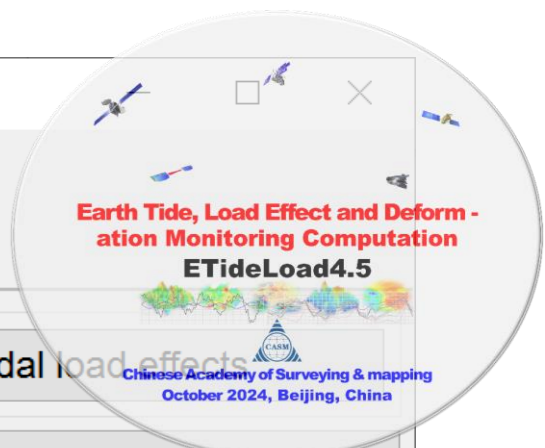 Earth Tide, Load Effect and Deform -
ation Monitoring Computation
ETideLoad4.5
CASM
dal load effects
Chinese Academy of Surveying & mapping
October 2024, Beijing, China